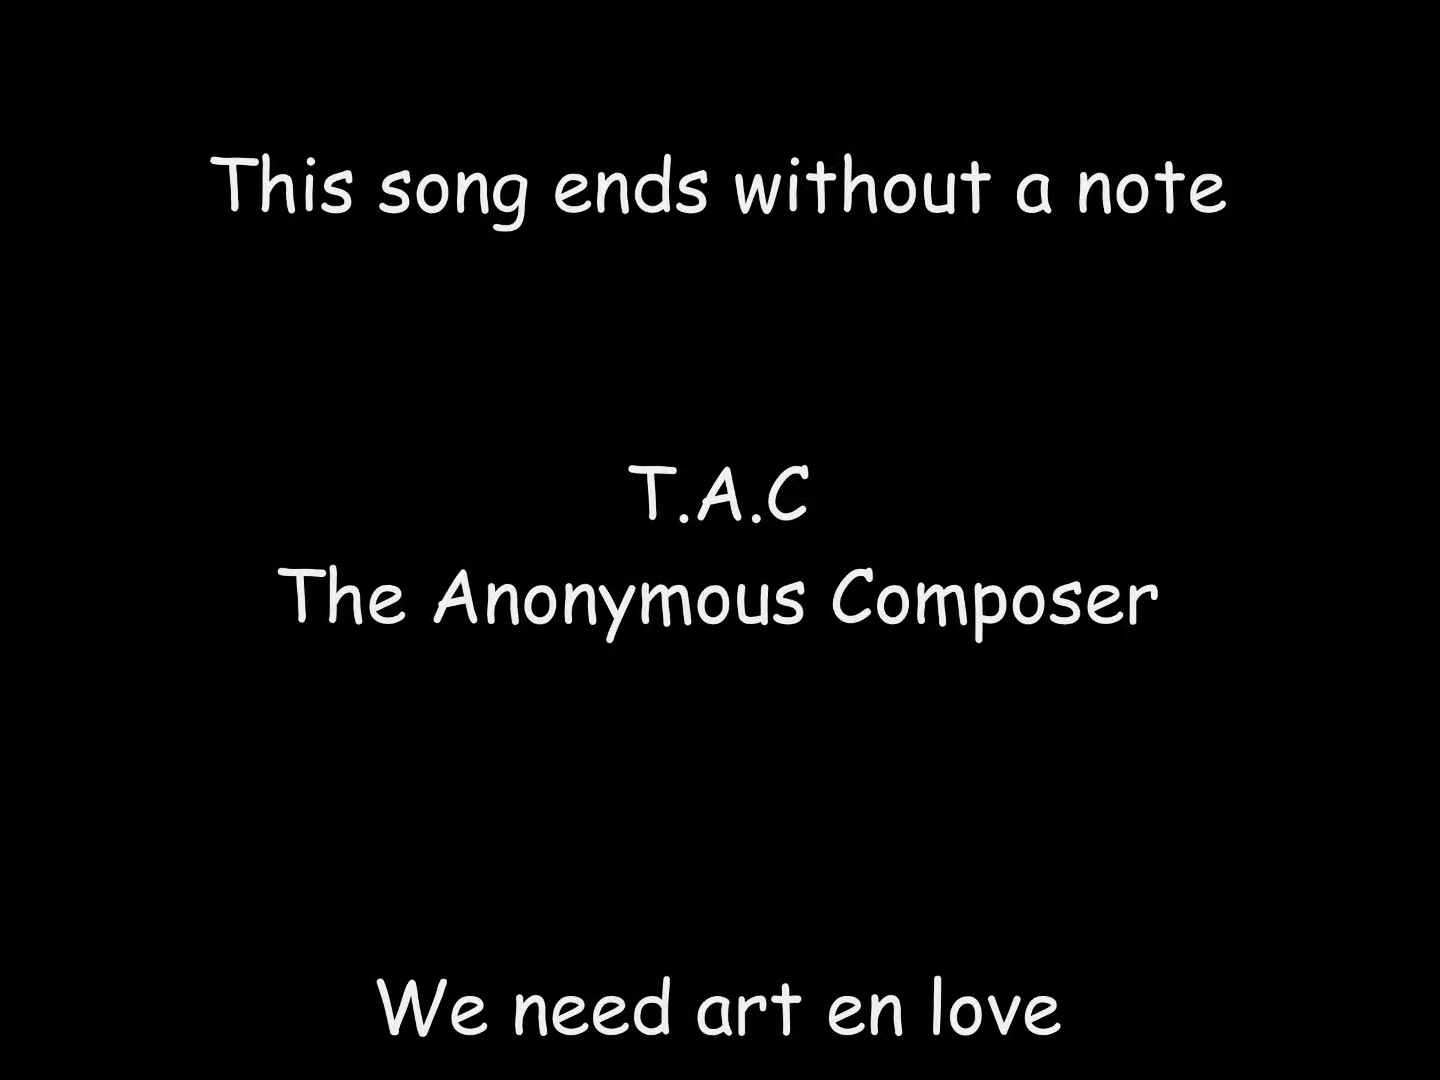 This song ends without a note
T.A.C
The Anonymous Composer
We need art en love